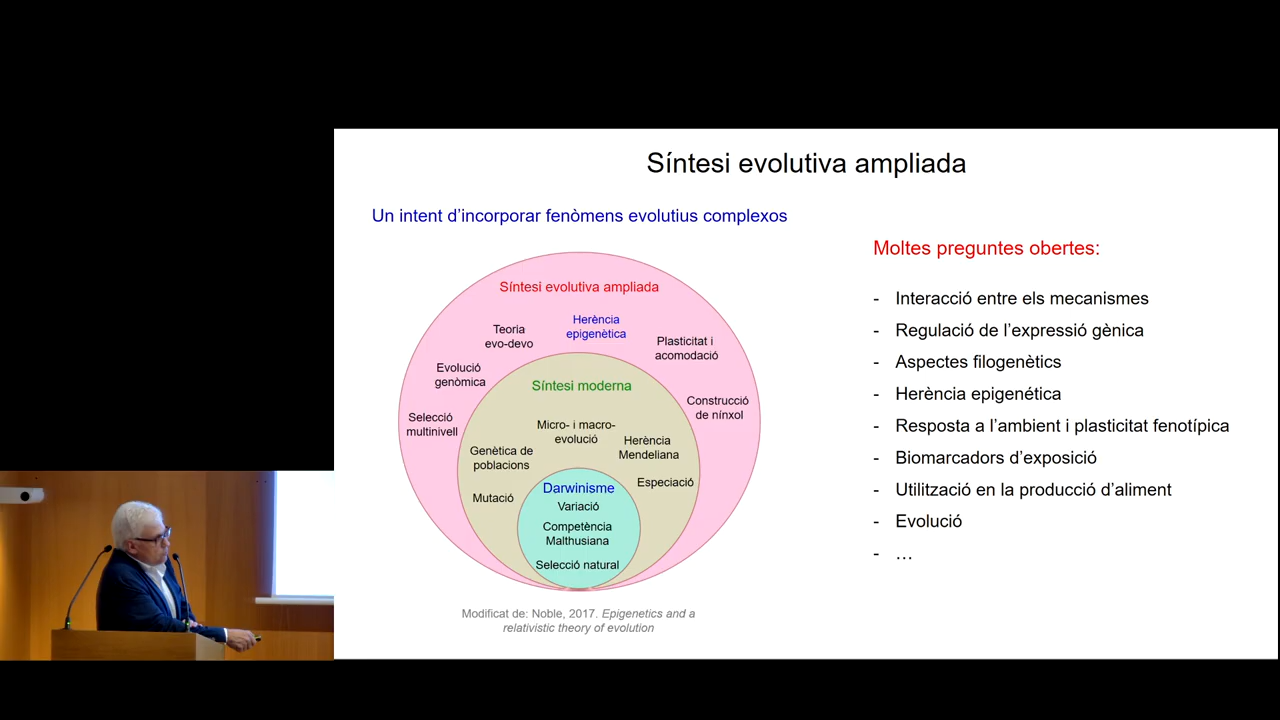 Síntesi evolutiva ampliada
Un intent d'incorporar fenòmens evolutius complexos
Síntesi evolutiva ampliada
Herència
epigenètica
Teoria
evo-devo
Plasticitat i
acomodació
Evolució
genòmica
Construcció
de nínxol
Selecció
multinivell
Síntesi moderna
Micro- i macro-
evolució
Herència
Mendeliana
Genètica de
poblacions
Especiació
Mutació
Darwinisme
Variació
Competència
Malthusiana
Selecció natural
Modificat de: Noble, 2017. Epigenetics and a
relativistic theory of evolution
Moltes preguntes obertes:
- Interacció entre els mecanismes
- Regulació de l'expressió gènica
- Aspectes filogenètics
- Herència epigenética
- Resposta a l'ambient i plasticitat fenotípica
- Biomarcadors d'exposició
- Utilització en la producció d'aliment
- Evolució
- …